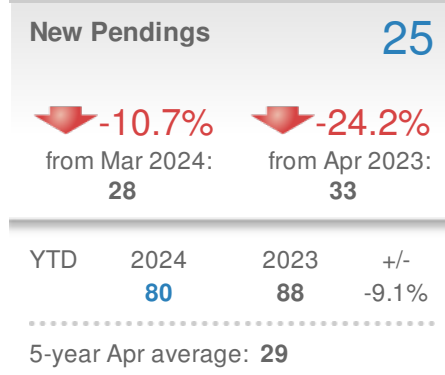 New Pendings 25
-10.7% -24.2%
from Mar 2024: from Apr 2023:
28 33
YTD 2024 2023 +/-
80 88 -9.1%
5-year Apr average: 29